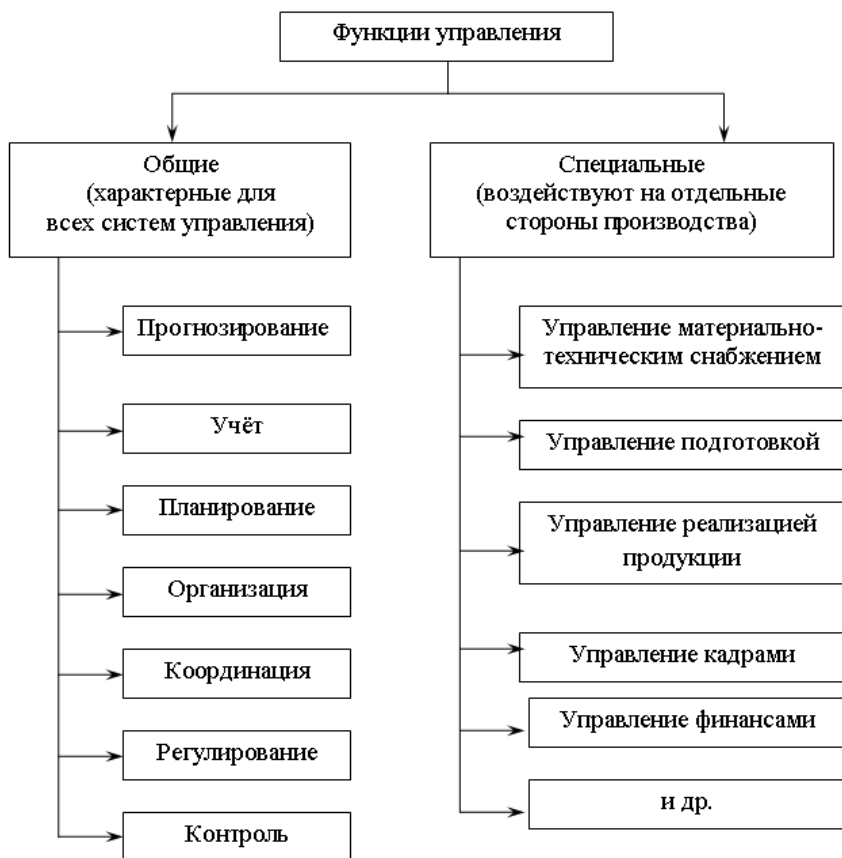 Функции управления
Общие
(характерные для
всех систем управления)
Прогнозирование
Учёт
Планирование
Организация
Координация
Регулирование
Контроль
Специальные
(воздействуют на отдельные
стороны производства)
Управление материально-
техническим снабжением
Управление подготовкой
Управление реализацией
продукции
Управление кадрами
Управление финансами
и др.